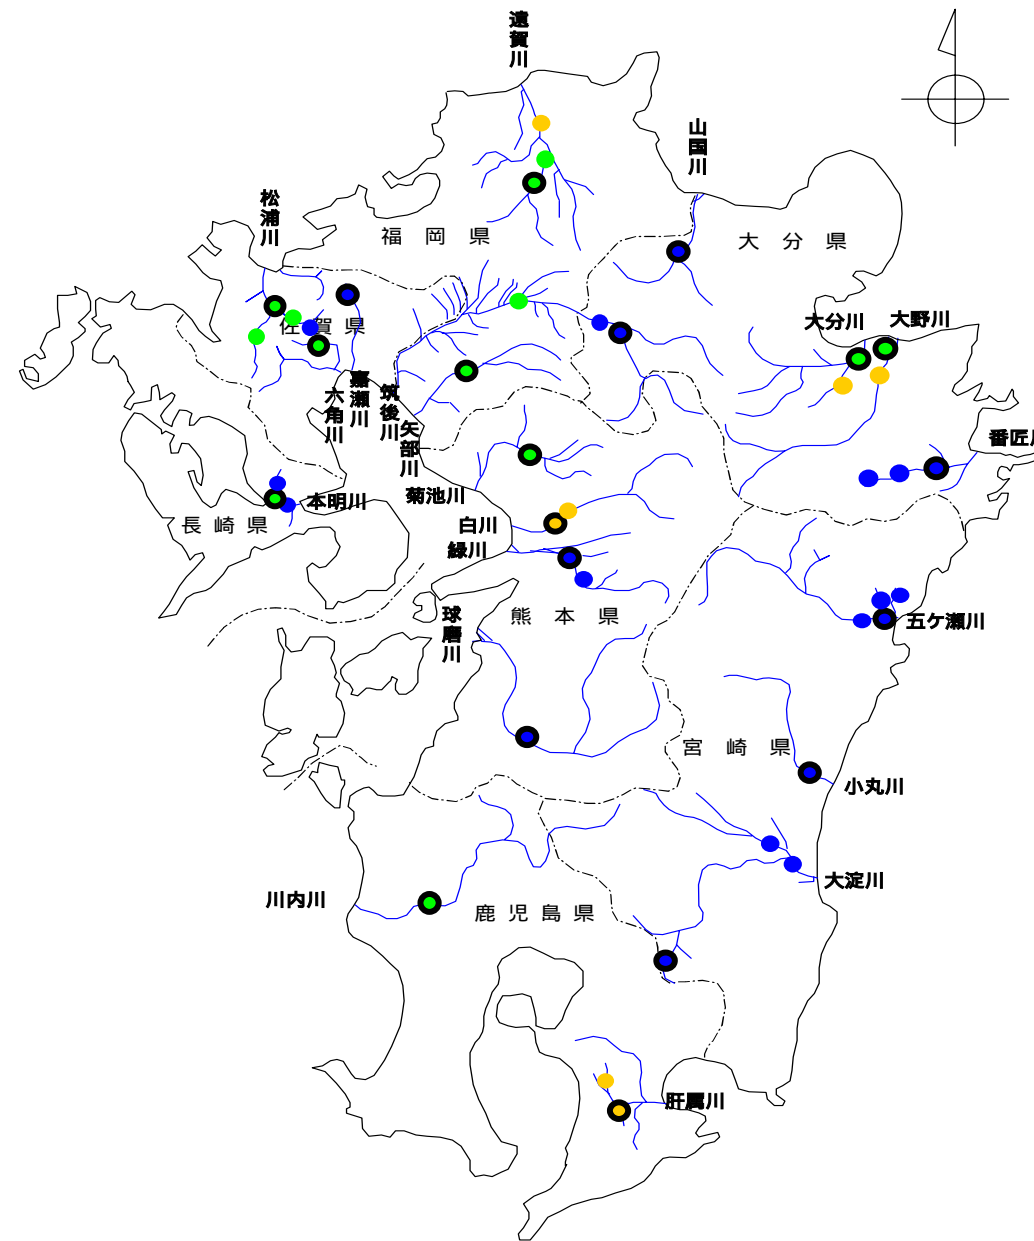 遠賀川
山国川
松浦川
福岡県
大分県
大分川
大野川
佐賀県
嘉瀬川
六角川
筑後川
矢部川
番匠川
菊池川
本明川
長崎県
白川
緑川
球磨川
熊本県
五ケ瀬川
宮崎県
小丸川
大淀川
川内川
鹿児島県
肝属川